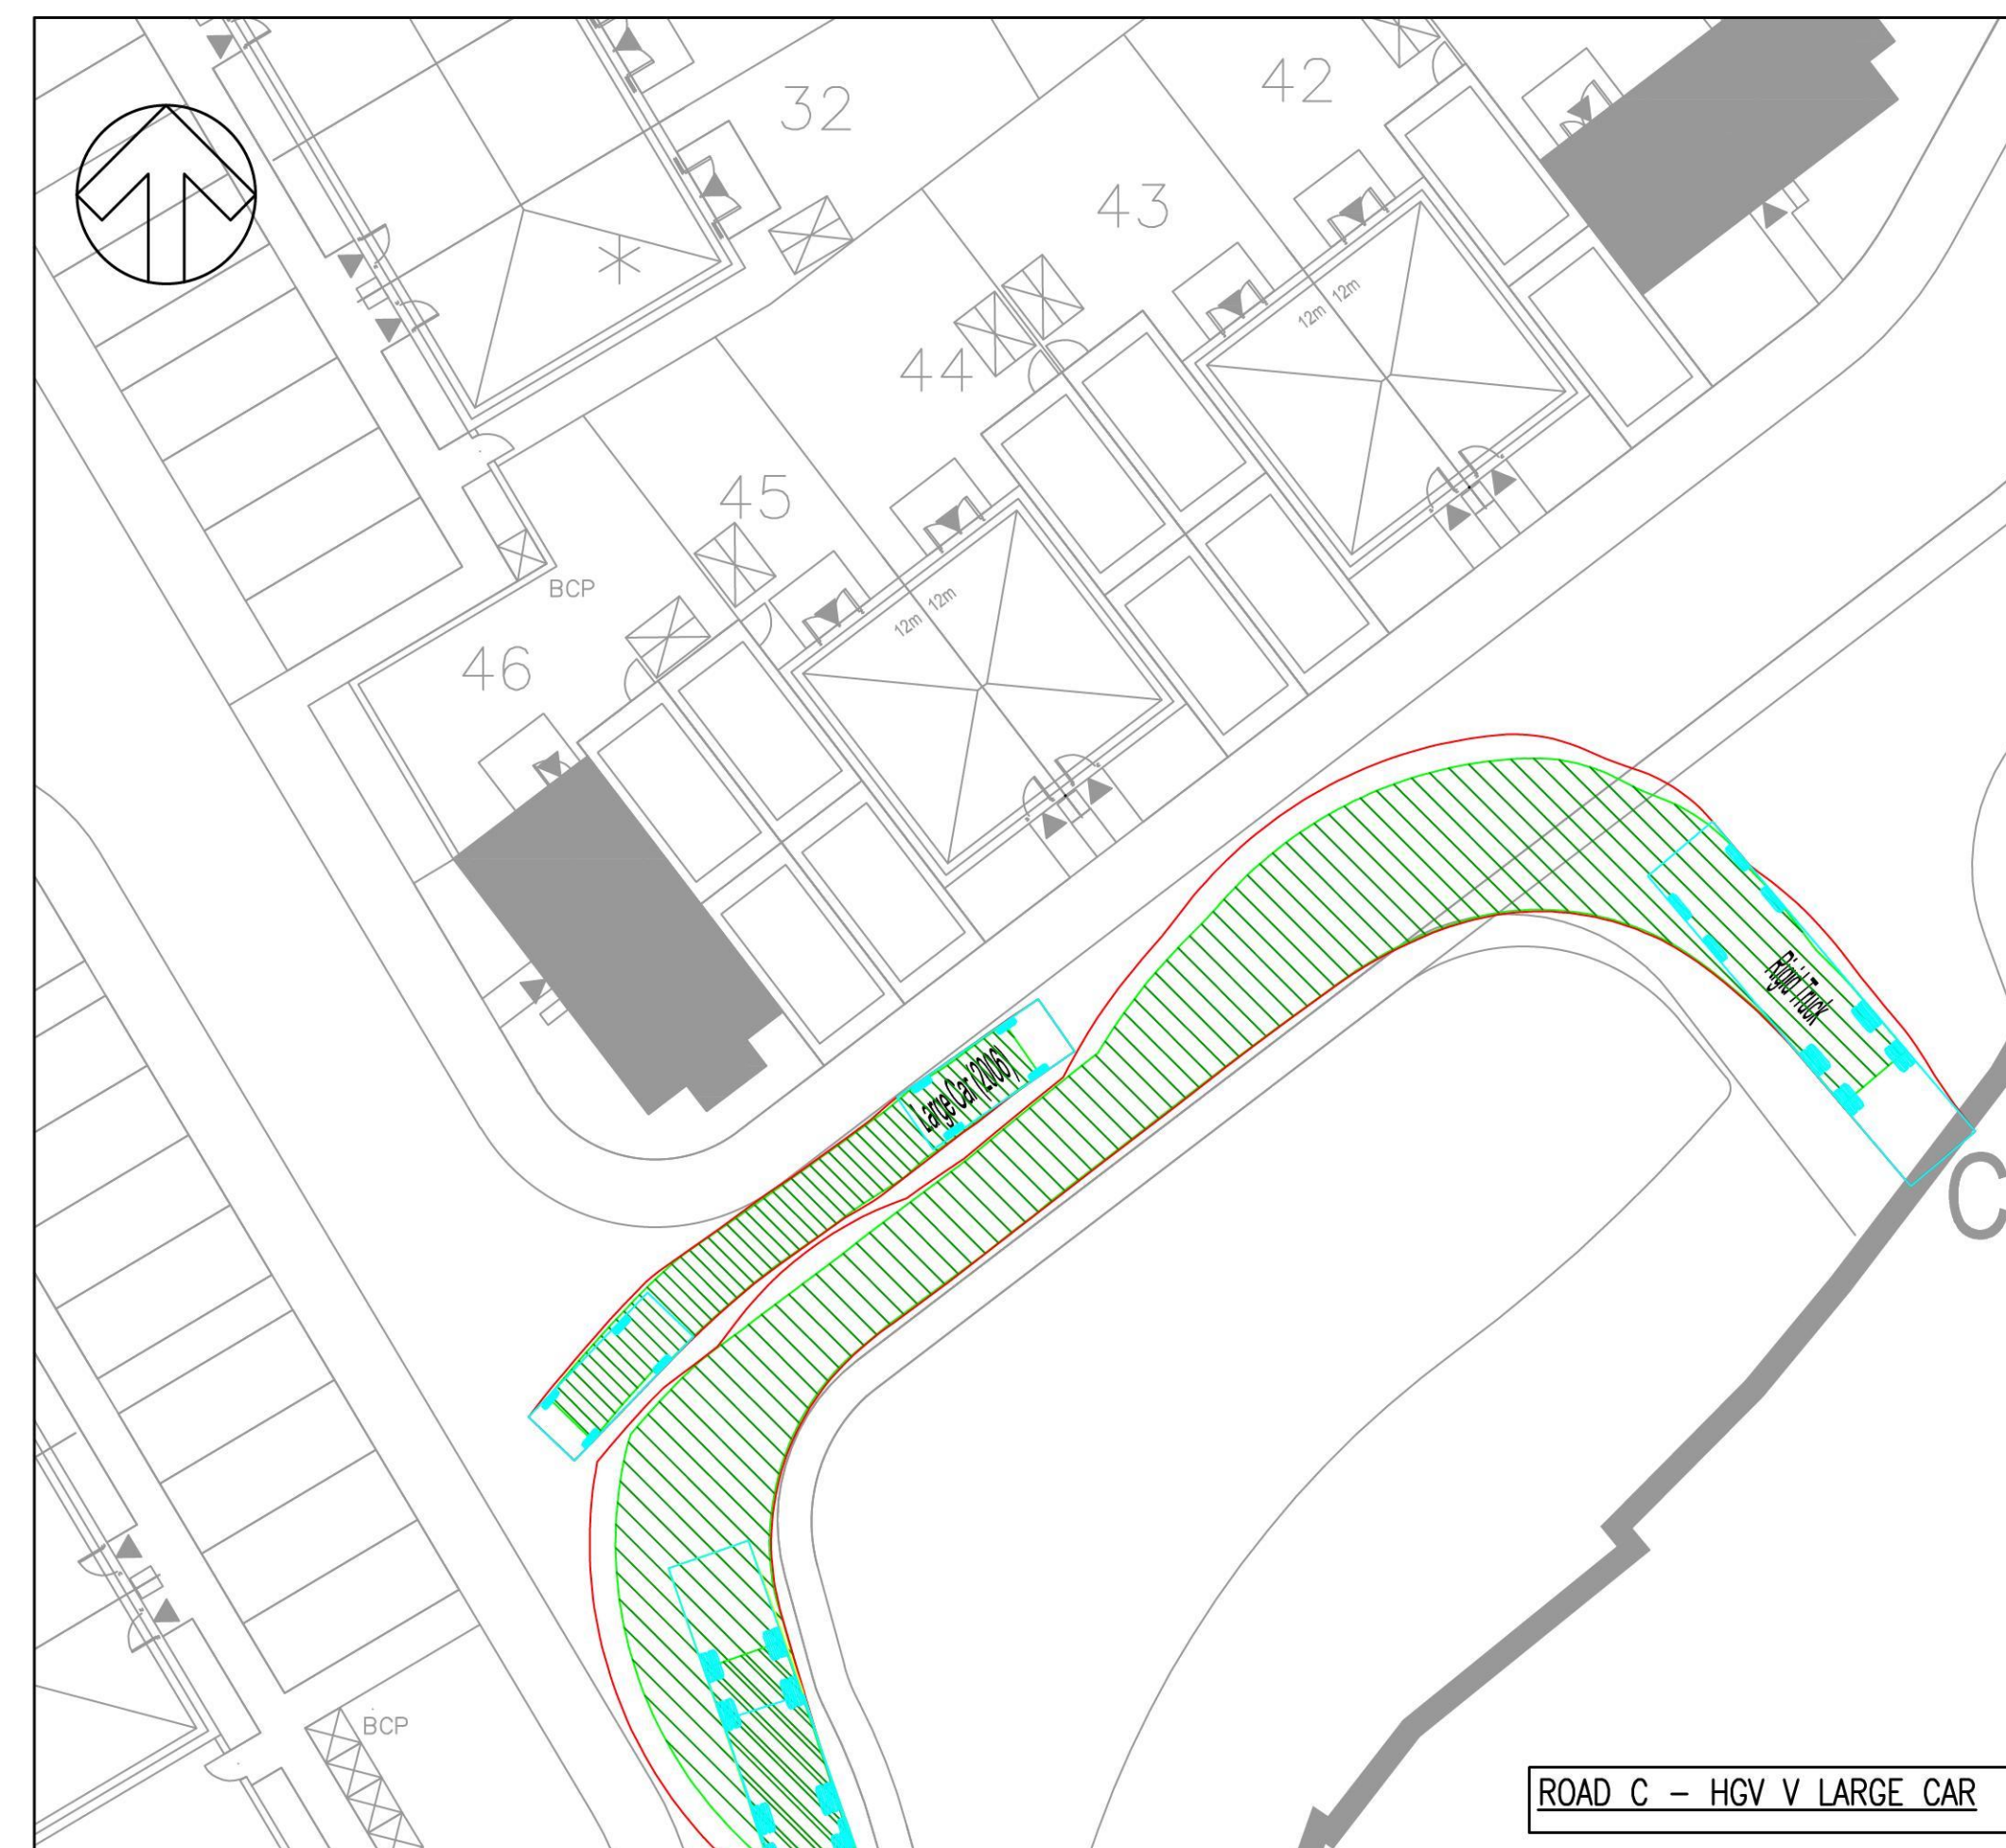 32
42
43
44
45
46
12m
12m
12m
12m
BCP
BCP
Large Car (2006)
Rigid Truck
C
ROAD C – HGV V LARGE CAR